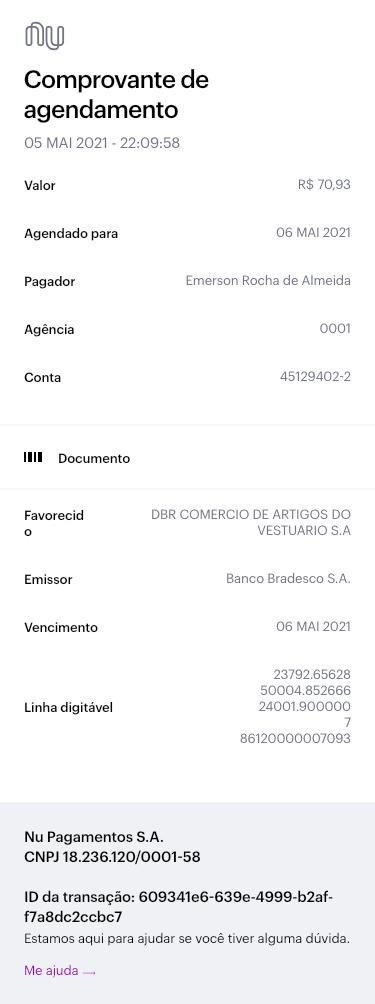 nu
Comprovante de
agendamento
05 MAI 2021 - 22:09:58
Valor R$ 70,93
Agendado para 06 MAI 2021
Pagador Emerson Rocha de Almeida
Agência 0001
Conta 45129402-2
Documento
Favorecid DBR COMERCIO DE ARTIGOS DO
o VESTUARIO S.A
Emissor Banco Bradesco S.A.
Vencimento 06 MAI 2021
23792.65628
50004.852666
Linha digitável 24001.900000
7
86120000007093
Nu Pagamentos S.A.
CNPJ 18.236.120/0001-58
ID da transação: 609341e6-639e-4999-b2af-
f7a8dc2ccbc7
Estamos aqui para ajudar se você tiver alguma dúvida.
Me ajuda →